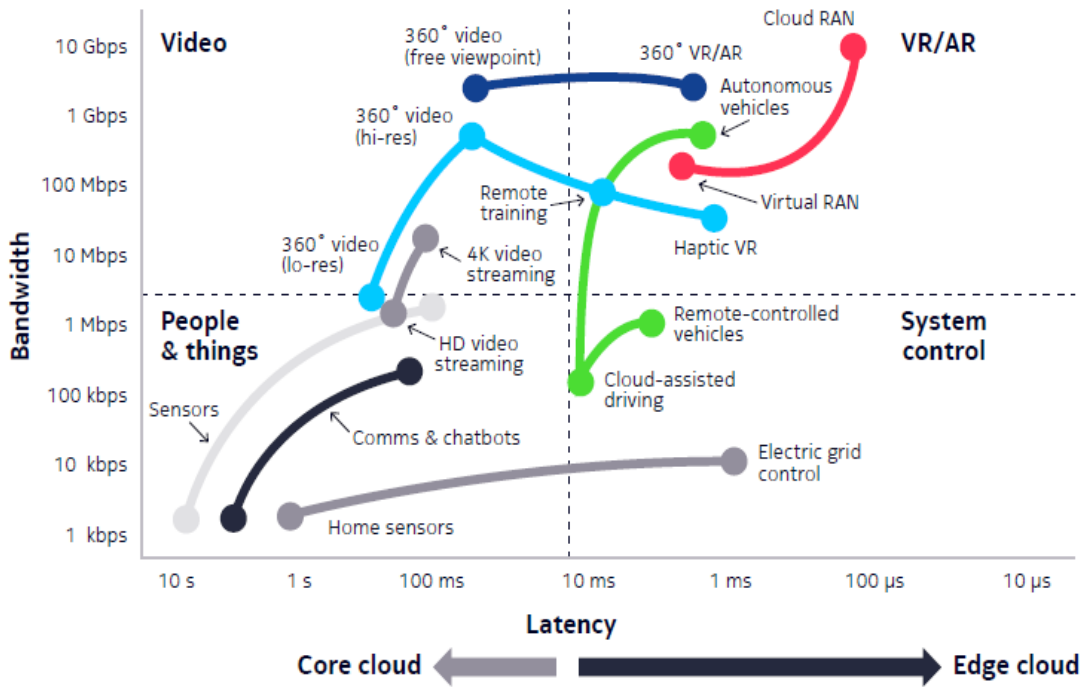 Cloud RAN
Video
360˚ video
(free viewpoint)
360˚ VR/AR
VR/AR
10 Gbps
Autonomous
vehicles
1 Gbps
360˚ video
(hi-res)
100 Mbps
Remote
training
Virtual RAN
10 Mbps
360˚ video
(lo-res)
4K video
streaming
Haptic VR
Bandwidth
1 Mbps
People
& things
HD video
streaming
Remote-controlled
vehicles
System
control
100 kbps
Sensors
Cloud-assisted
driving
Comms & chatbots
10 kbps
Electric grid
control
Home sensors
1 kbps
10 s
1 s
100 ms
10 ms
1 ms
100 µs
10 µs
Latency
Core cloud
Edge cloud